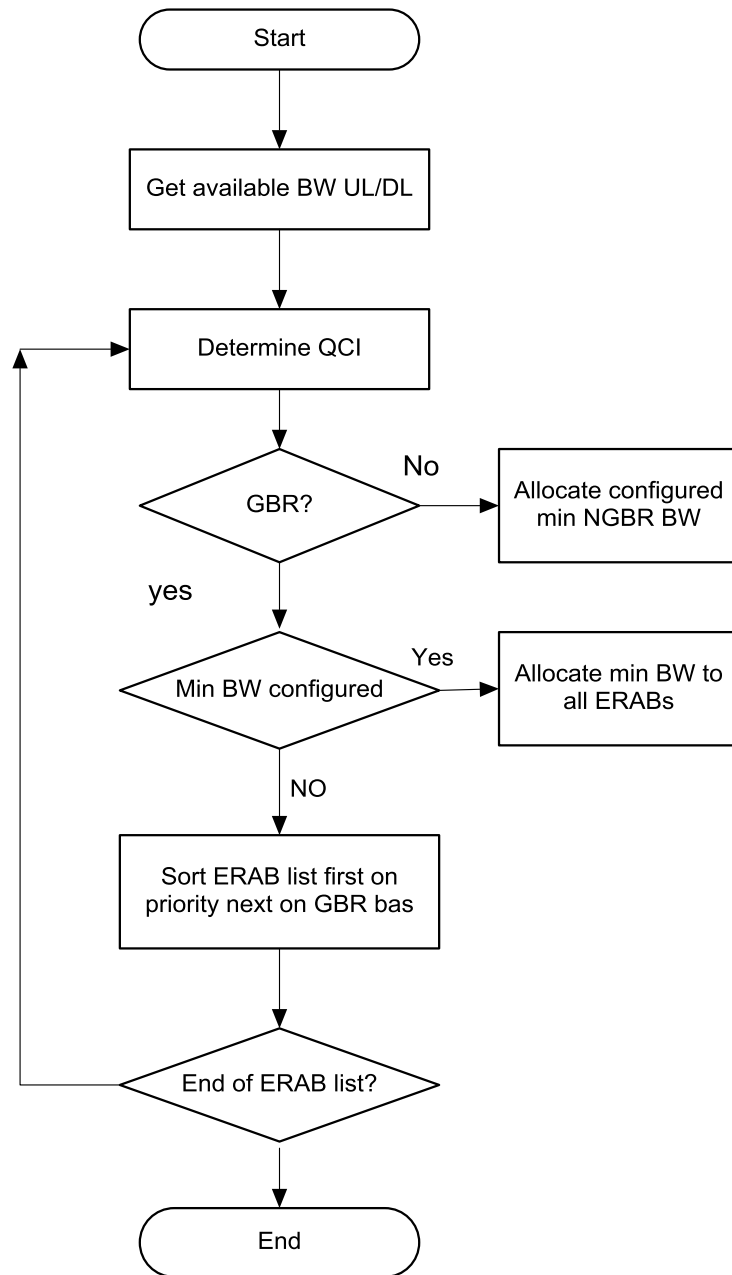 Start
Get available BW UL/DL
Determine QCI
GBR?
No
Allocate configured
min NGBR BW
yes
Min BW configured
Yes
Allocate min BW to
all ERABs
NO
Sort ERAB list first on
priority next on GBR bas
End of ERAB list?
End